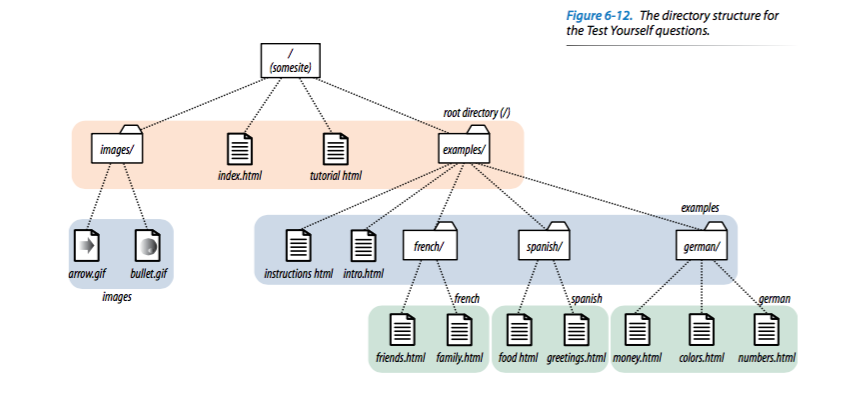 Figure 6-12. The directory structure for
the Test Yourself questions.
/
(somesite)
root directory (/)
images/
index.html
tutorial html
examples/
examples
arrow.gif
bullet.gif
images
instructions html
intro.html
french/
spanish/
german/
french
spanish
german
friends.html
family.html
food html
greetings.html
money.html
colors.html
numbers.html